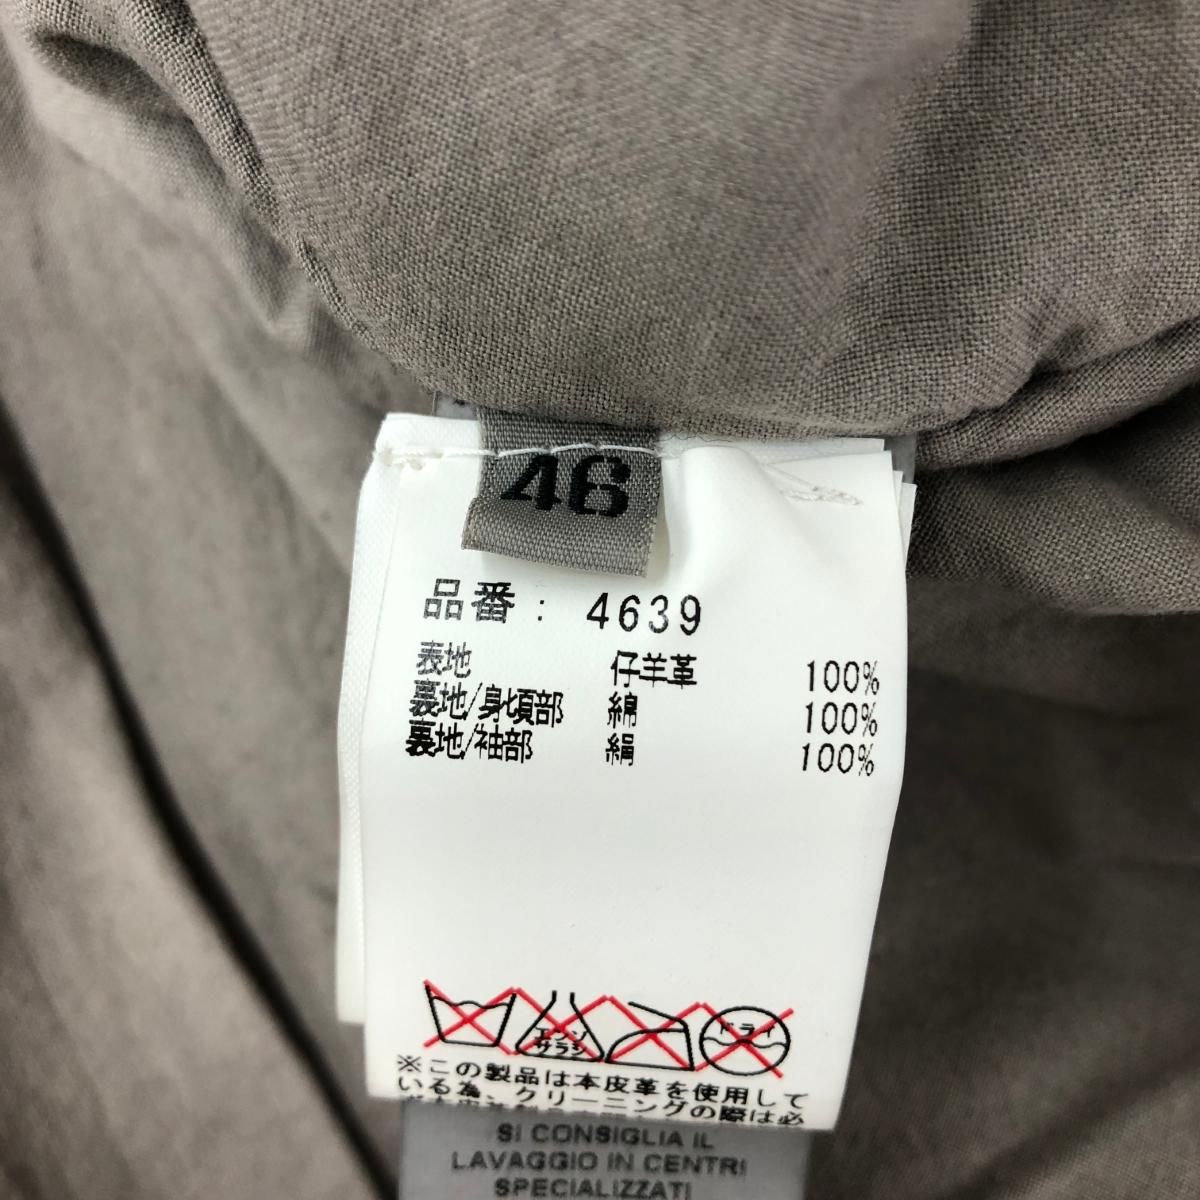 46
品番： 4639
表地 仔羊革 100%
裏地/身頃部 綿 100%
裏地/袖部 絹 100%
エンソ
サラシ
ドライ
※この製品は本皮革を使用して
いる為、クリーニングの際は必
SI CONSIGLIA IL
LAVAGGIO IN CENTRI
SPECIALIZZATI